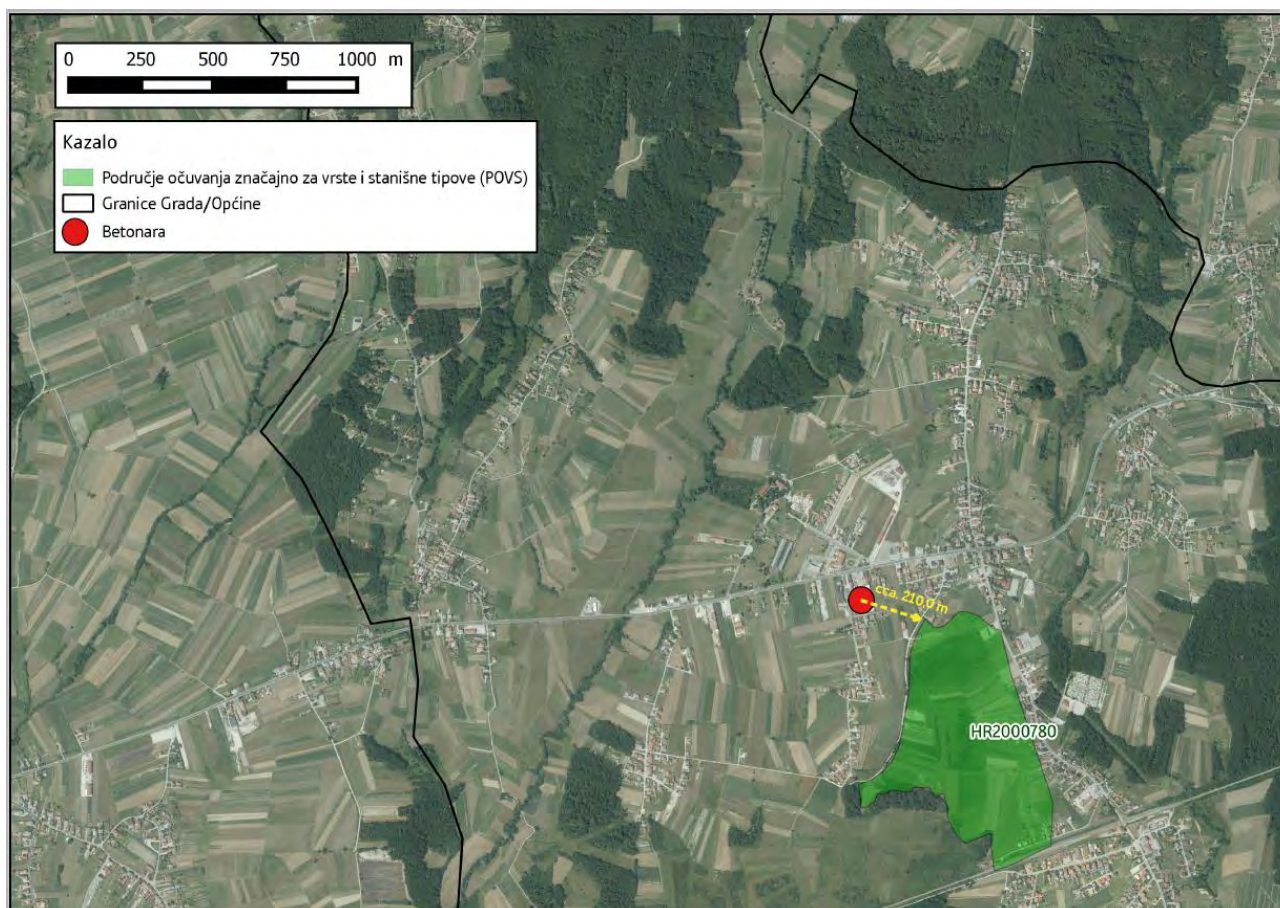 0 250 500 750 1000 m
Kazalo
Područje očuvanja značajno za vrste i stanišne tipove (POVS)
Granice Grada/Općine
Betonara
cca. 210,0 m
HR2000780